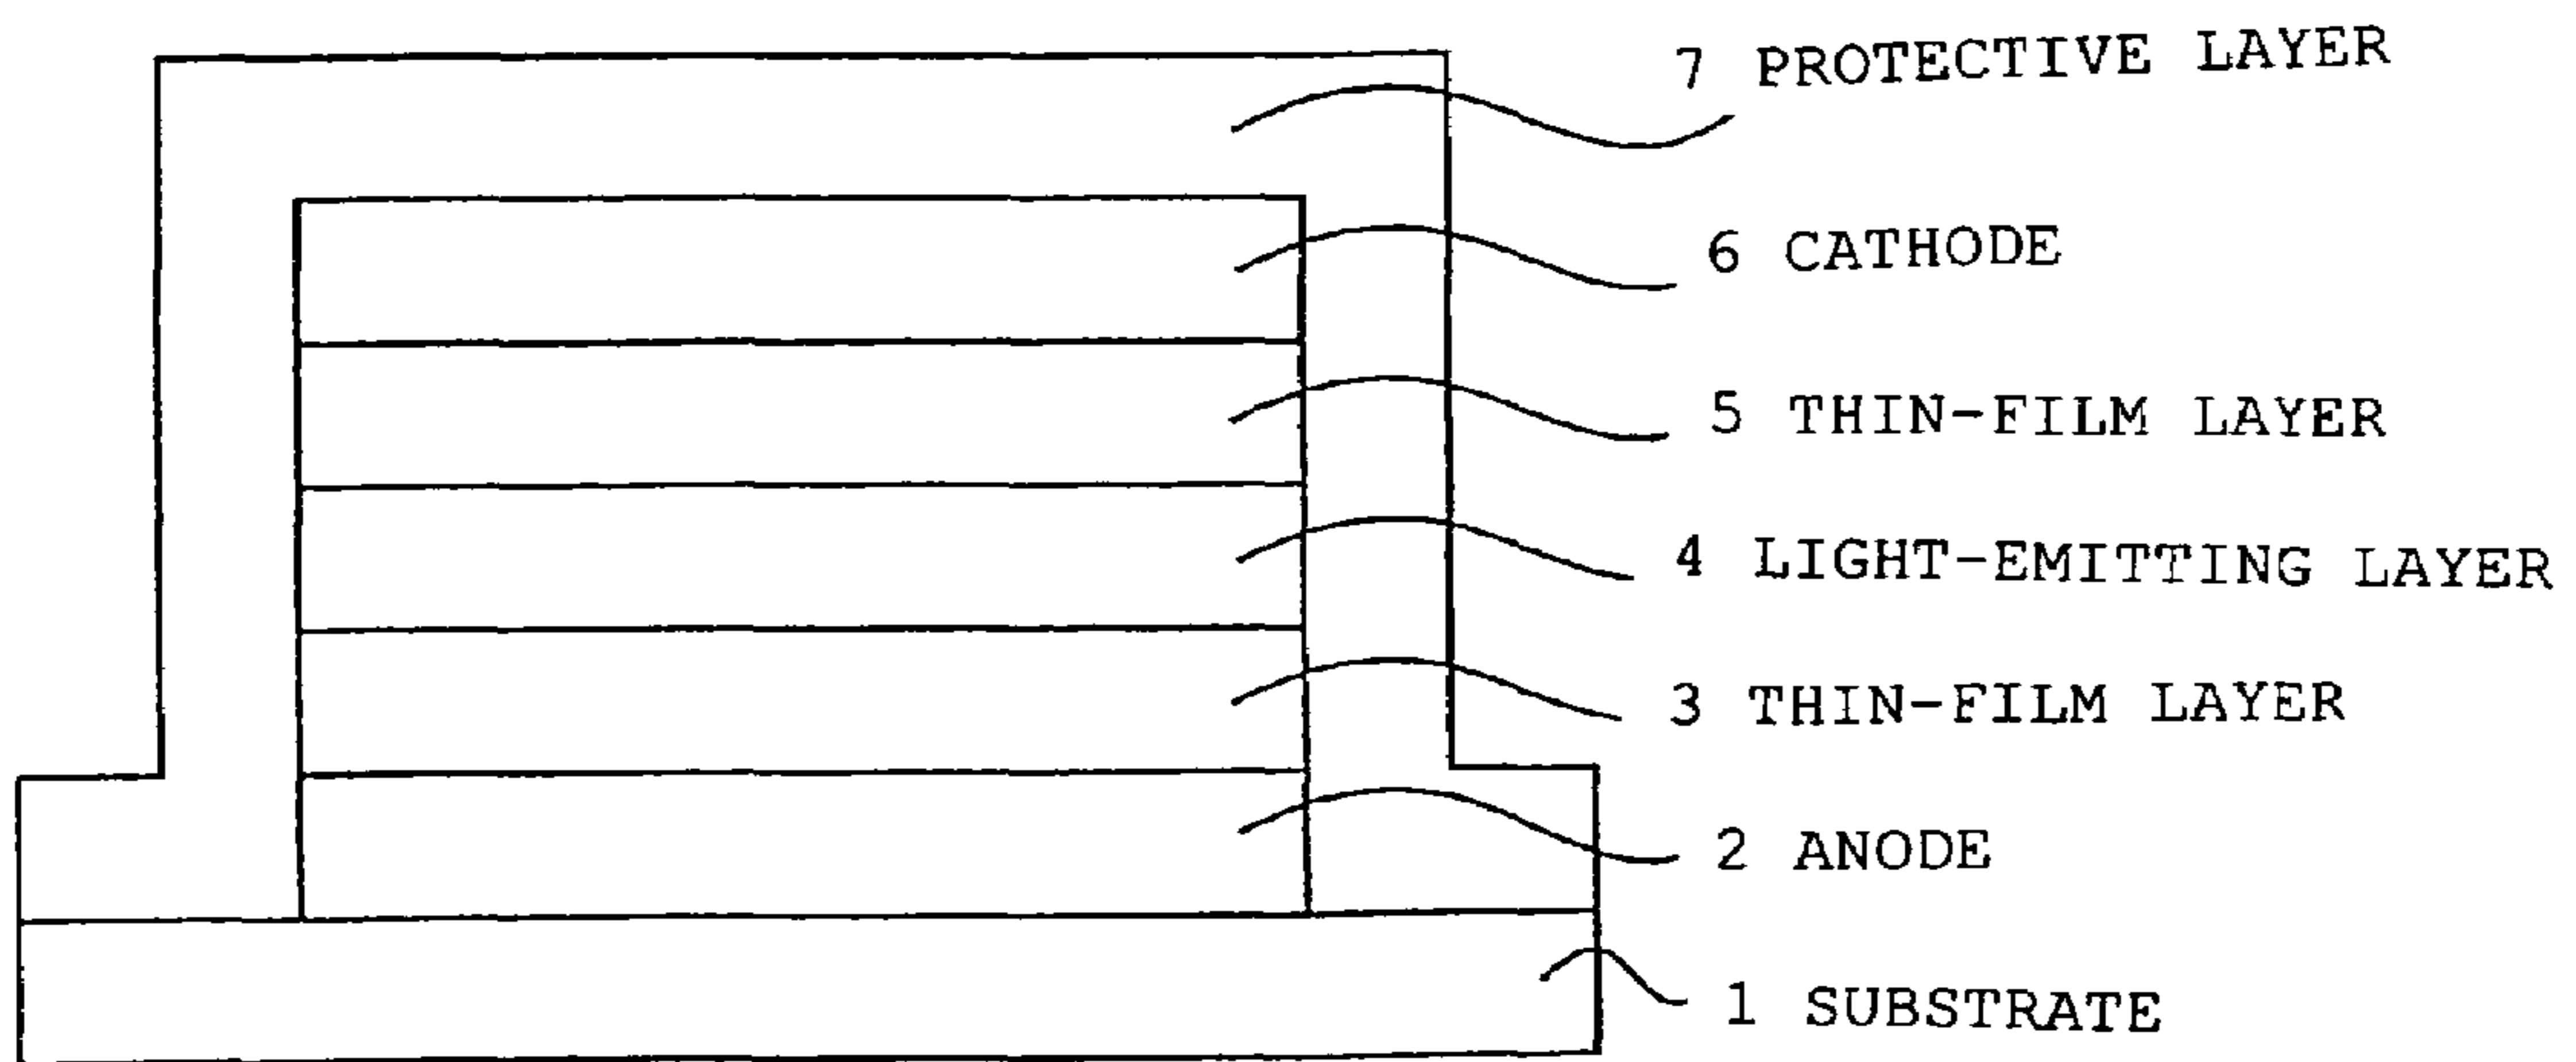 7 PROTECTIVE LAYER
6 CATHODE
5 THIN-FILM LAYER
4 LIGHT-EMITTING LAYER
3 THIN-FILM LAYER
2 ANODE
1 SUBSTRATE